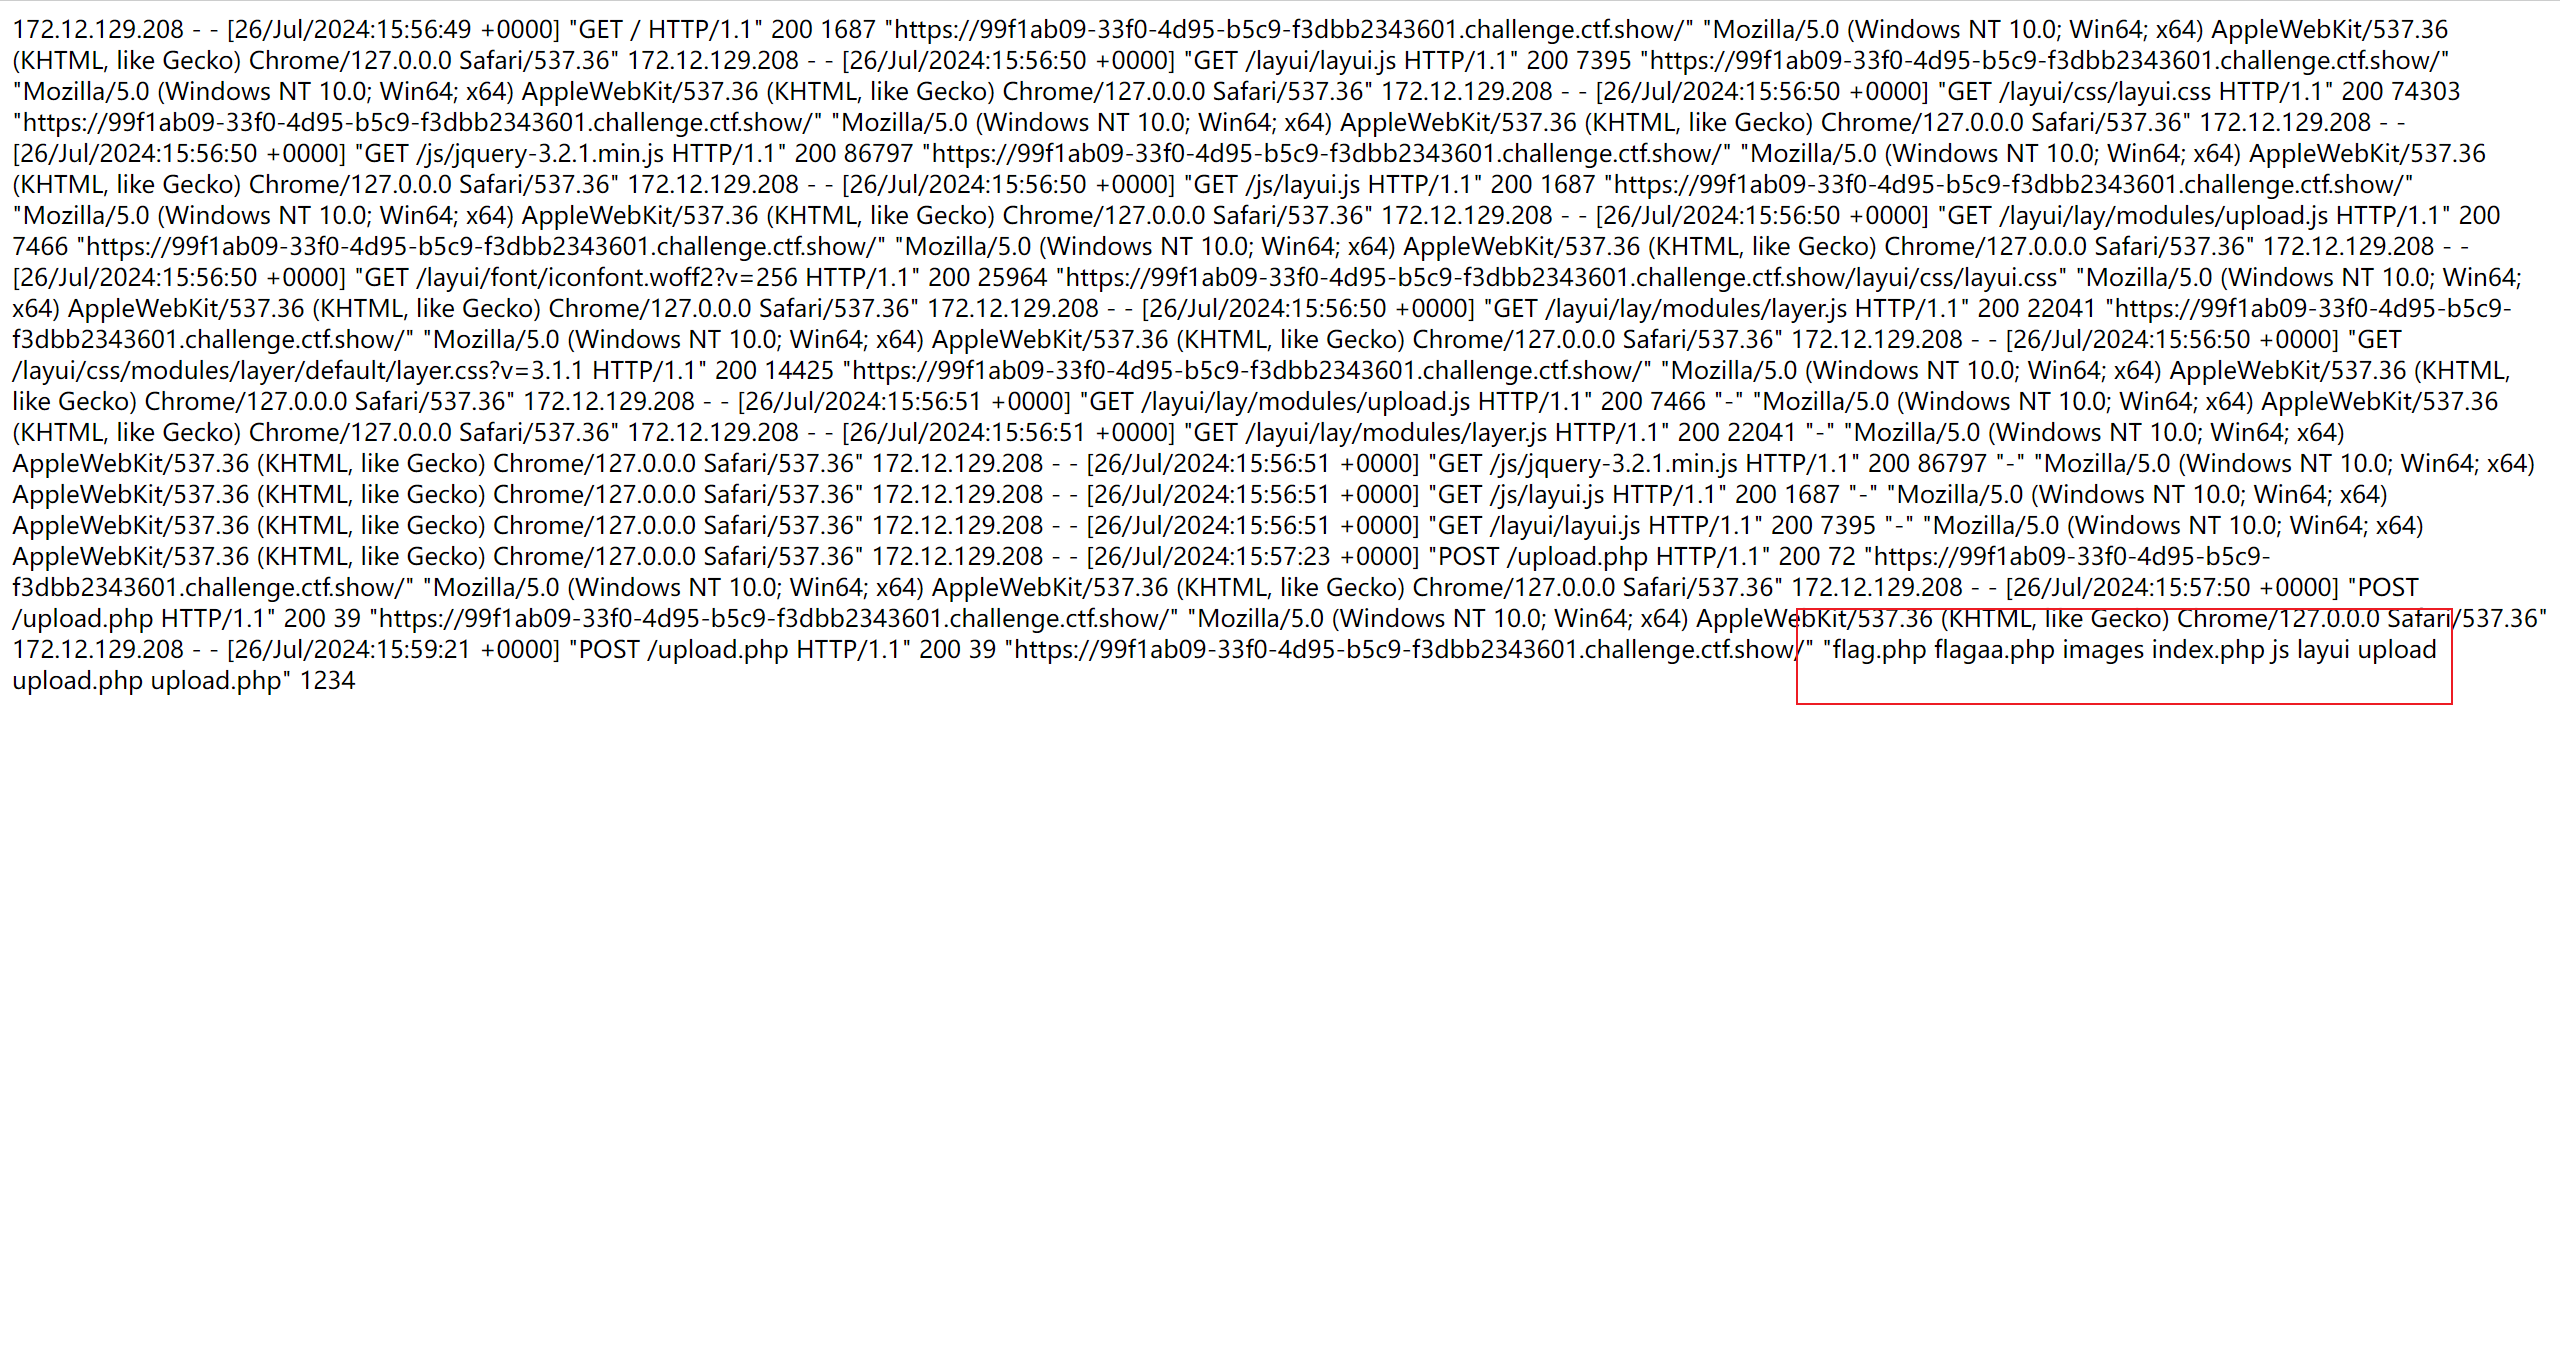 172.12.129.208 - - [26/Jul/2024:15:56:49 +0000] "GET / HTTP/1.1" 200 1687 "https://99f1ab09-33f0-4d95-b5c9-f3dbb2343601.challenge.ctf.show/" "Mozilla/5.0 (Windows NT 10.0; Win64; x64) AppleWebKit/537.36
(KHTML, like Gecko) Chrome/127.0.0.0 Safari/537.36" 172.12.129.208 - - [26/Jul/2024:15:56:50 +0000] "GET /layui/layui.js HTTP/1.1" 200 7395 "https://99f1ab09-33f0-4d95-b5c9-f3dbb2343601.challenge.ctf.show/"
"Mozilla/5.0 (Windows NT 10.0; Win64; x64) AppleWebKit/537.36 (KHTML, like Gecko) Chrome/127.0.0.0 Safari/537.36" 172.12.129.208 - - [26/Jul/2024:15:56:50 +0000] "GET /layui/css/layui.css HTTP/1.1" 200 74303
"https://99f1ab09-33f0-4d95-b5c9-f3dbb2343601.challenge.ctf.show/" "Mozilla/5.0 (Windows NT 10.0; Win64; x64) AppleWebKit/537.36 (KHTML, like Gecko) Chrome/127.0.0.0 Safari/537.36" 172.12.129.208 - -
[26/Jul/2024:15:56:50 +0000] "GET /js/jquery-3.2.1.min.js HTTP/1.1" 200 86797 "https://99f1ab09-33f0-4d95-b5c9-f3dbb2343601.challenge.ctf.show/" "Mozilla/5.0 (Windows NT 10.0; Win64; x64) AppleWebKit/537.36
(KHTML, like Gecko) Chrome/127.0.0.0 Safari/537.36" 172.12.129.208 - - [26/Jul/2024:15:56:50 +0000] "GET /js/layui.js HTTP/1.1" 200 1687 "https://99f1ab09-33f0-4d95-b5c9-f3dbb2343601.challenge.ctf.show/"
"Mozilla/5.0 (Windows NT 10.0; Win64; x64) AppleWebKit/537.36 (KHTML, like Gecko) Chrome/127.0.0.0 Safari/537.36" 172.12.129.208 - - [26/Jul/2024:15:56:50 +0000] "GET /layui/lay/modules/upload.js HTTP/1.1" 200
7466 "https://99f1ab09-33f0-4d95-b5c9-f3dbb2343601.challenge.ctf.show/" "Mozilla/5.0 (Windows NT 10.0; Win64; x64) AppleWebKit/537.36 (KHTML, like Gecko) Chrome/127.0.0.0 Safari/537.36" 172.12.129.208 - -
[26/Jul/2024:15:56:50 +0000] "GET /layui/font/iconfont.woff2?v=256 HTTP/1.1" 200 25964 "https://99f1ab09-33f0-4d95-b5c9-f3dbb2343601.challenge.ctf.show/layui/css/layui.css" "Mozilla/5.0 (Windows NT 10.0; Win64;
x64) AppleWebKit/537.36 (KHTML, like Gecko) Chrome/127.0.0.0 Safari/537.36" 172.12.129.208 - - [26/Jul/2024:15:56:50 +0000] "GET /layui/lay/modules/layer.js HTTP/1.1" 200 22041 "https://99f1ab09-33f0-4d95-b5c9-
f3dbb2343601.challenge.ctf.show/" "Mozilla/5.0 (Windows NT 10.0; Win64; x64) AppleWebKit/537.36 (KHTML, like Gecko) Chrome/127.0.0.0 Safari/537.36" 172.12.129.208 - - [26/Jul/2024:15:56:50 +0000] "GET
/layui/css/modules/layer/default/layer.css?v=3.1.1 HTTP/1.1" 200 14425 "https://99f1ab09-33f0-4d95-b5c9-f3dbb2343601.challenge.ctf.show/" "Mozilla/5.0 (Windows NT 10.0; Win64; x64) AppleWebKit/537.36 (KHTML,
like Gecko) Chrome/127.0.0.0 Safari/537.36" 172.12.129.208 - - [26/Jul/2024:15:56:51 +0000] "GET /layui/lay/modules/upload.js HTTP/1.1" 200 7466 "-" "Mozilla/5.0 (Windows NT 10.0; Win64; x64) AppleWebKit/537.36
(KHTML, like Gecko) Chrome/127.0.0.0 Safari/537.36" 172.12.129.208 - - [26/Jul/2024:15:56:51 +0000] "GET /layui/lay/modules/layer.js HTTP/1.1" 200 22041 "-" "Mozilla/5.0 (Windows NT 10.0; Win64; x64)
AppleWebKit/537.36 (KHTML, like Gecko) Chrome/127.0.0.0 Safari/537.36" 172.12.129.208 - - [26/Jul/2024:15:56:51 +0000] "GET /js/jquery-3.2.1.min.js HTTP/1.1" 200 86797 "-" "Mozilla/5.0 (Windows NT 10.0; Win64; x64)
AppleWebKit/537.36 (KHTML, like Gecko) Chrome/127.0.0.0 Safari/537.36" 172.12.129.208 - - [26/Jul/2024:15:56:51 +0000] "GET /js/layui.js HTTP/1.1" 200 1687 "-" "Mozilla/5.0 (Windows NT 10.0; Win64; x64)
AppleWebKit/537.36 (KHTML, like Gecko) Chrome/127.0.0.0 Safari/537.36" 172.12.129.208 - - [26/Jul/2024:15:56:51 +0000] "GET /layui/layui.js HTTP/1.1" 200 7395 "-" "Mozilla/5.0 (Windows NT 10.0; Win64; x64)
AppleWebKit/537.36 (KHTML, like Gecko) Chrome/127.0.0.0 Safari/537.36" 172.12.129.208 - - [26/Jul/2024:15:57:23 +0000] "POST /upload.php HTTP/1.1" 200 72 "https://99f1ab09-33f0-4d95-b5c9-
f3dbb2343601.challenge.ctf.show/" "Mozilla/5.0 (Windows NT 10.0; Win64; x64) AppleWebKit/537.36 (KHTML, like Gecko) Chrome/127.0.0.0 Safari/537.36" 172.12.129.208 - - [26/Jul/2024:15:57:50 +0000] "POST
/upload.php HTTP/1.1" 200 39 "https://99f1ab09-33f0-4d95-b5c9-f3dbb2343601.challenge.ctf.show/" "Mozilla/5.0 (Windows NT 10.0; Win64; x64) AppleWebKit/537.36 (KHTML, like Gecko) Chrome/127.0.0.0 Safari/537.36"
172.12.129.208 - - [26/Jul/2024:15:59:21 +0000] "POST /upload.php HTTP/1.1" 200 39 "https://99f1ab09-33f0-4d95-b5c9-f3dbb2343601.challenge.ctf.show/" "flag.php flagaa.php images index.php js layui upload
upload.php upload.php" 1234